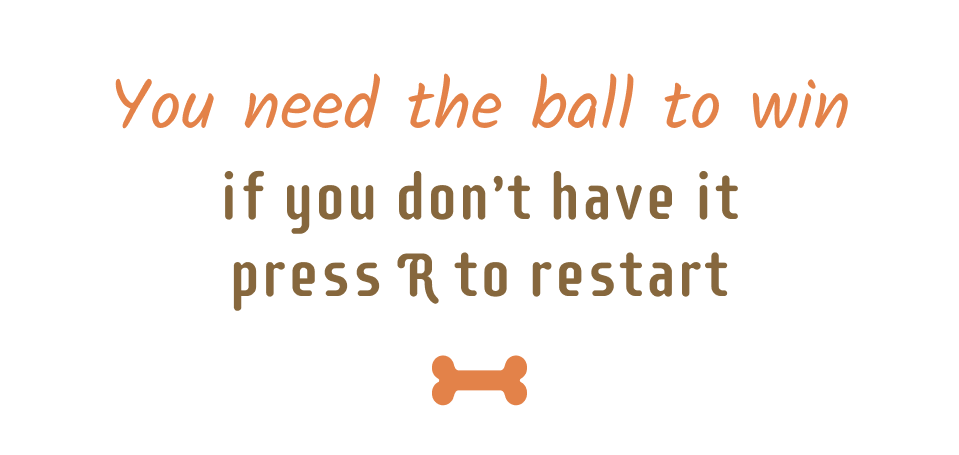 You need the ball to win
if you don't have it
press R to restart